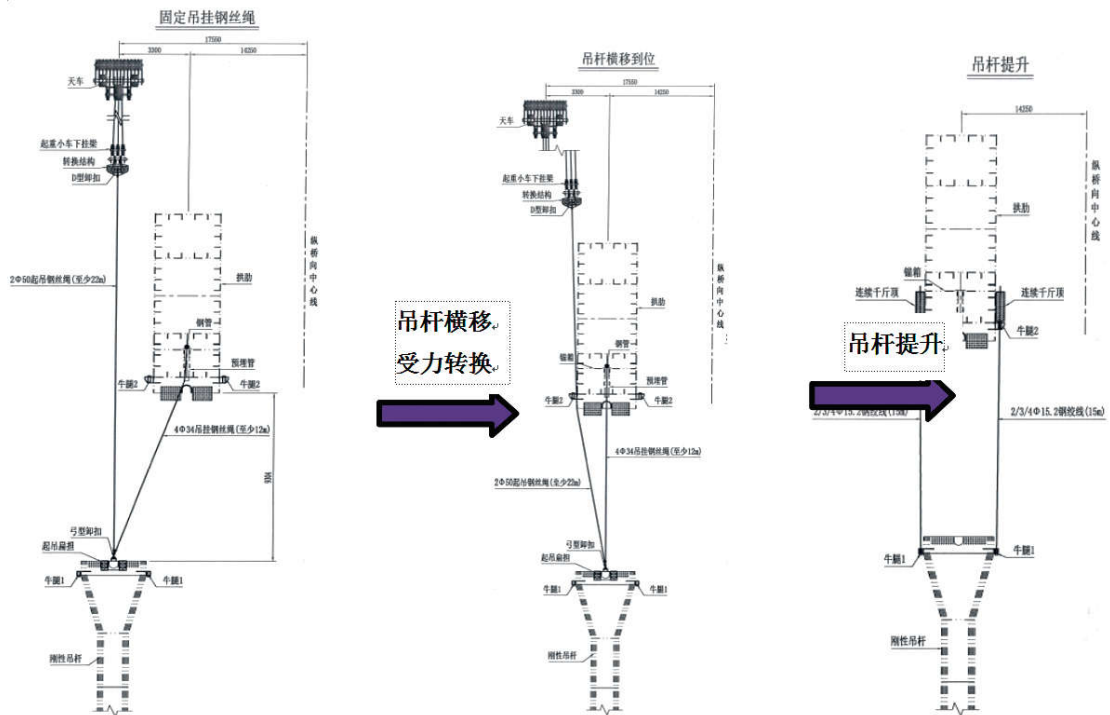 固定吊挂钢丝绳
17550
3300
14250
天车
起重小车下挂梁
转换结构
D型卸扣
纵桥向中心线
2Φ50起吊钢丝绳(至少22m)
拱肋
钢管
预埋管
牛腿2
牛腿2
4Φ34吊挂钢丝绳(至少12m)
9304
弓型卸扣
起吊扁担
牛腿1
牛腿1
刚性吊杆
吊杆横移
受力转换
吊杆横移到位
17550
3300
14250
天车
起重小车下挂梁
转换结构
D型卸扣
纵桥向中心线
拱肋
钢管
锚箱
预埋管
牛腿2
牛腿2
4Φ34吊挂钢丝绳(至少12m)
2Φ50起吊钢丝绳(至少22m)
弓型卸扣
起吊扁担
牛腿1
牛腿1
刚性吊杆
吊杆提升
吊杆提升
14250
纵桥向中心线
拱肋
锚箱
连续千斤顶
连续千斤顶
牛腿2
2/3/4Φ15.2钢绞线(15m)
2/3/4Φ15.2钢绞线(15m)
牛腿1
牛腿1
刚性吊杆